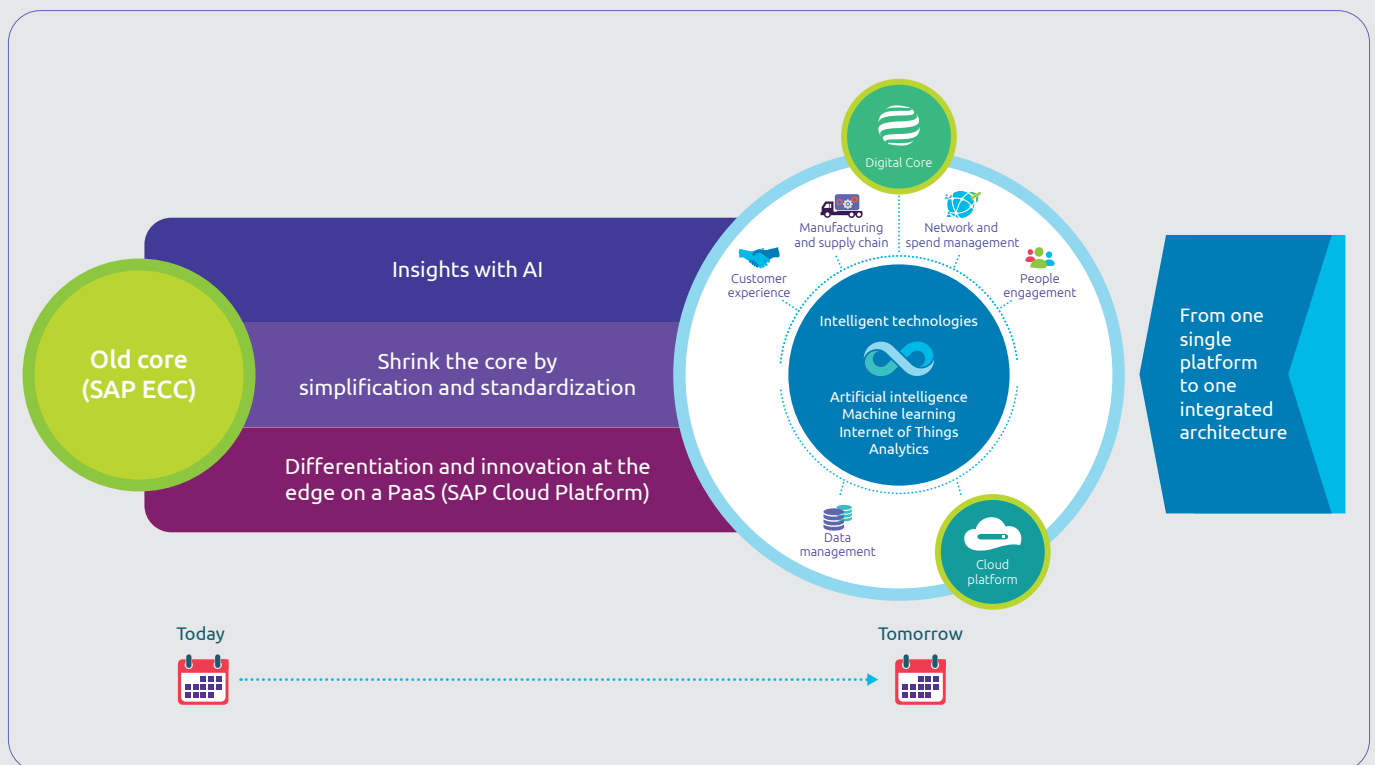 Digital Core
Manufacturing
and supply chain
Network and
spend management
Customer
experience
People
engagement
Insights with AI
Old core
(SAP ECC)
Shrink the core by
simplification and standardization
Differentiation and innovation at the
edge on a PaaS (SAP Cloud Platform)
Intelligent technologies
Artificial intelligence
Machine learning
Internet of Things
Analytics
Data
management
Cloud
platform
From one
single
platform
to one
integrated
architecture
Today
Tomorrow